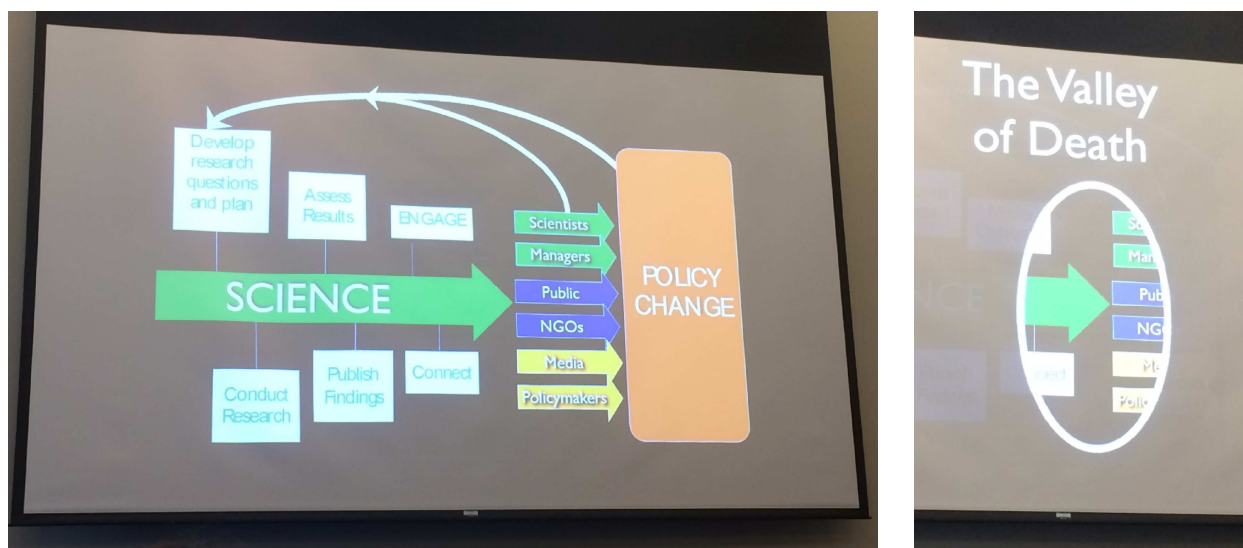 Develop
research
questions
and plan
Assess
Results
ENGAGE
SCIENCE
Conduct
Research
Publish
Findings
Connect
Scientists
Managers
Public
NGOs
Media
Policymakers
POLICY
CHANGE
The Valley
of Death